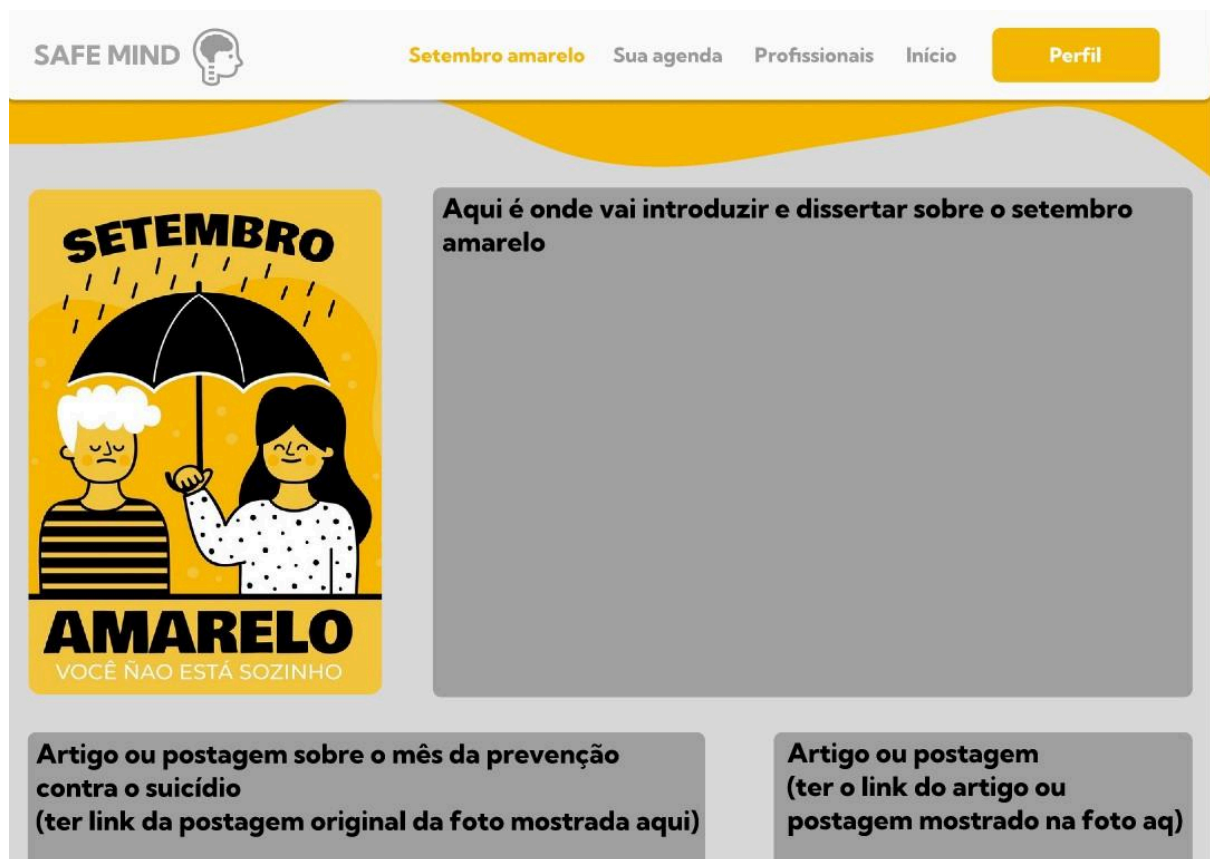 SAFE MIND
Setembro amarelo
Sua agenda
Profissionais
Início
Perfil
SETEMBRO
AMARELO
VOCÊ ÑAO ESTÁ SOZINHO
Aqui é onde vai introduzir e dissertar sobre o setembro
amarelo
Artigo ou postagem sobre o mês da prevenção
contra o suicídio
(ter link da postagem original da foto mostrada aqui)
Artigo ou postagem
(ter o link do artigo ou
postagem mostrado na foto aq)